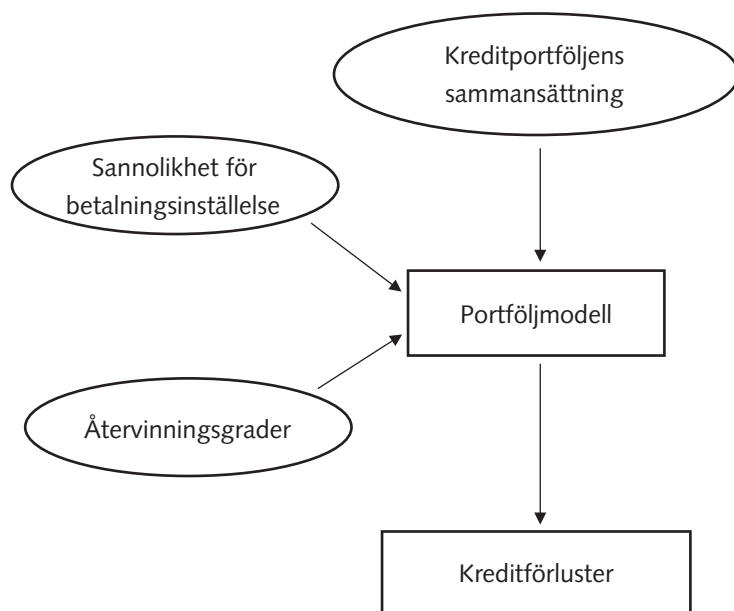 Kreditportföljens
sammansättning
Sannolikhet för
betalningsinställelse
Portföljmodell
Återvinningsgrader
Kreditförluster